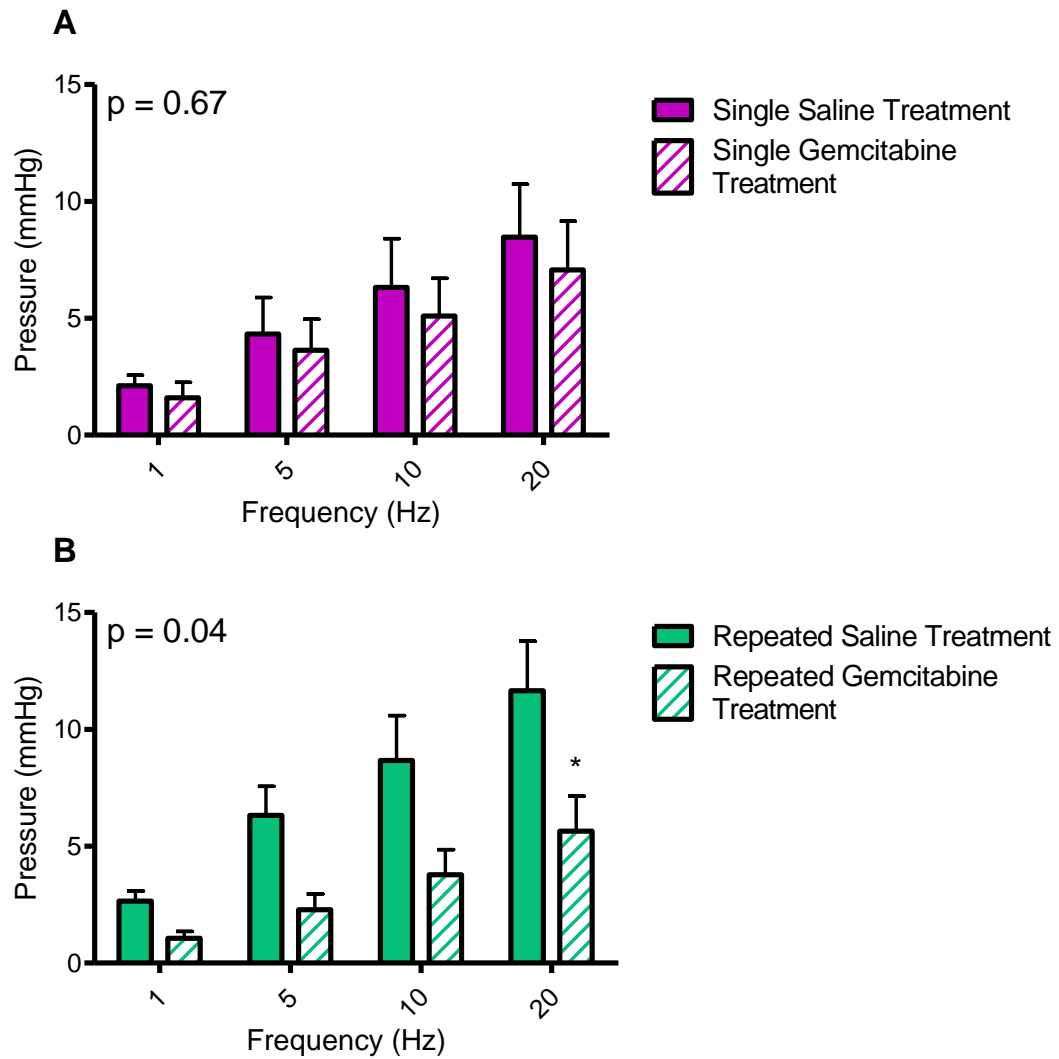 A
p = 0.67
15
10
5
0
Pressure (mmHg)
1
5
10
20
Frequency (Hz)
Single Saline Treatment
Single Gemcitabine
Treatment
B
p = 0.04
15
10
5
0
Pressure (mmHg)
*
1
5
10
20
Frequency (Hz)
Repeated Saline Treatment
Repeated Gemcitabine
Treatment